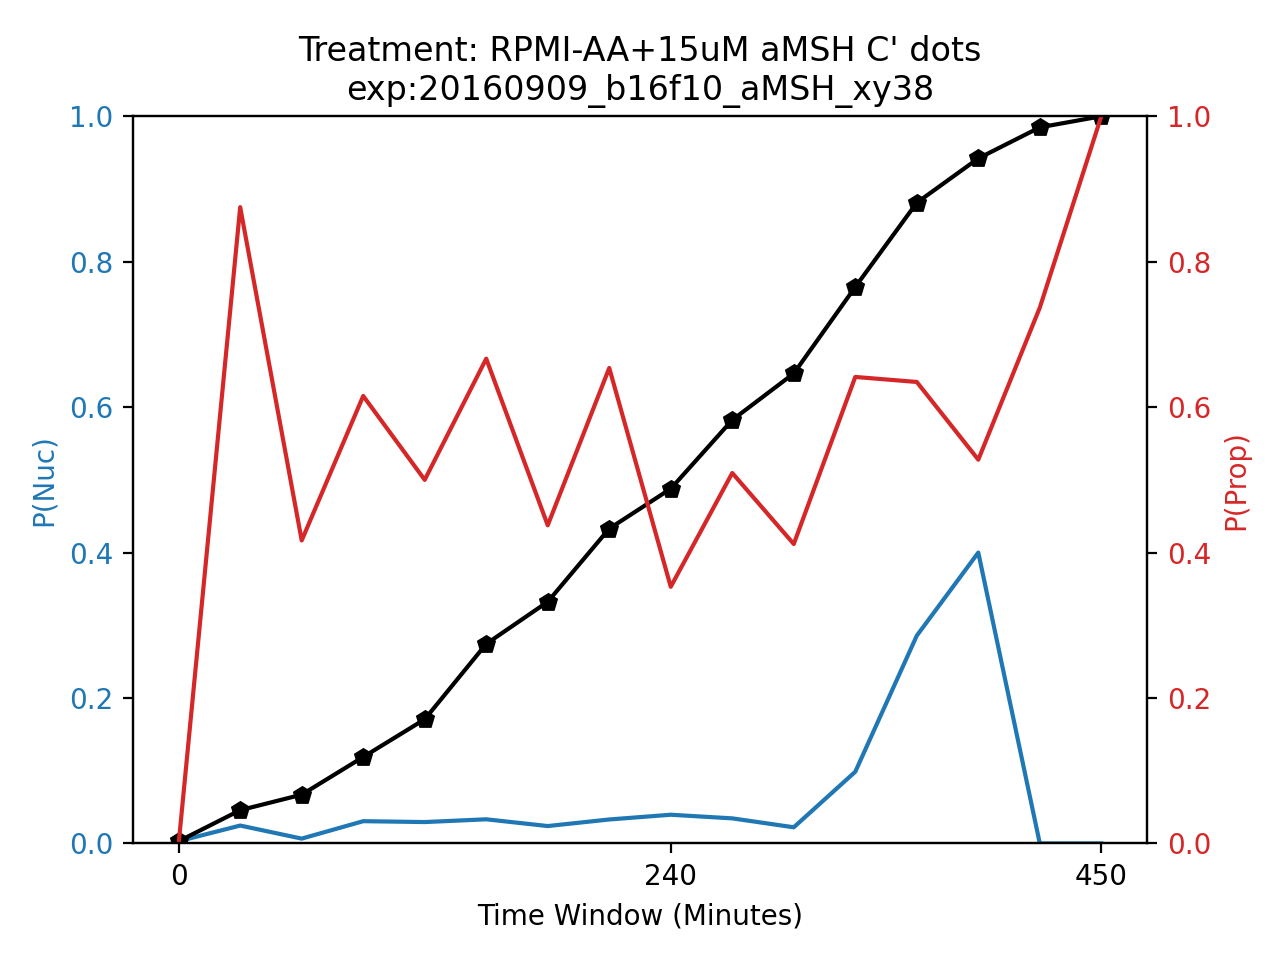 Treatment: RPMI-AA+15uM aMSH C' dots
exp:20160909_b16f10_aMSH_xy38
1.0
0.8
0.6
0.4
0.2
0.0
P(Nuc)
1.0
0.8
0.6
0.4
0.2
0.0
P(Prop)
0 240 450
Time Window (Minutes)